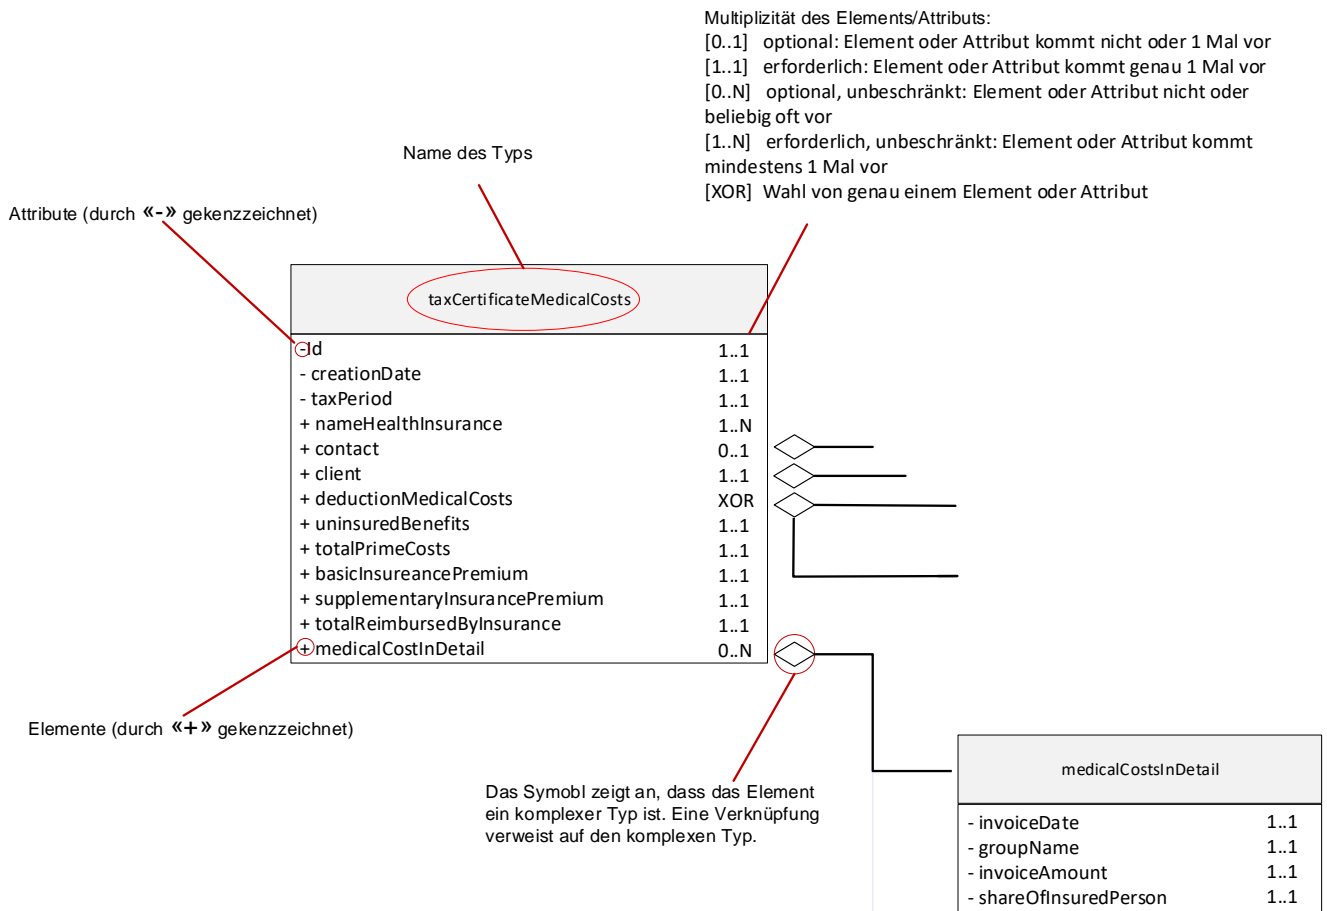 Multiplizität des Elements/Attributs:
[0..1] optional: Element oder Attribut kommt nicht oder 1 Mal vor
[1..1] erforderlich: Element oder Attribut kommt genau 1 Mal vor
[0..N] optional, unbeschränkt: Element oder Attribut nicht oder
beliebig oft vor
[1..N] erforderlich, unbeschränkt: Element oder Attribut kommt
mindestens 1 Mal vor
[XOR] Wahl von genau einem Element oder Attribut
Name des Typs
Attribute (durch «-» gekenzzeichnet)
taxCertificateMedicalCosts
-Id 1..1
- creationDate 1..1
- taxPeriod 1..1
+ nameHealthInsurance 1..N
+ contact 0..1
+ client 1..1
+ deductionMedicalCosts XOR
+ uninsuredBenefits 1..1
+ totalPrimeCosts 1..1
+ basicInsureancePremium 1..1
+ supplementaryInsurancePremium 1..1
+ totalReimbursedByInsurance 1..1
+ medicalCostInDetail 0..N
Elemente (durch «+» gekenzzeichnet)
Das Symobl zeigt an, dass das Element
ein komplexer Typ ist. Eine Verknüpfung
verweist auf den komplexen Typ.
medicalCostsInDetail
- invoiceDate 1..1
- groupName 1..1
- invoiceAmount 1..1
- shareOfInsuredPerson 1..1